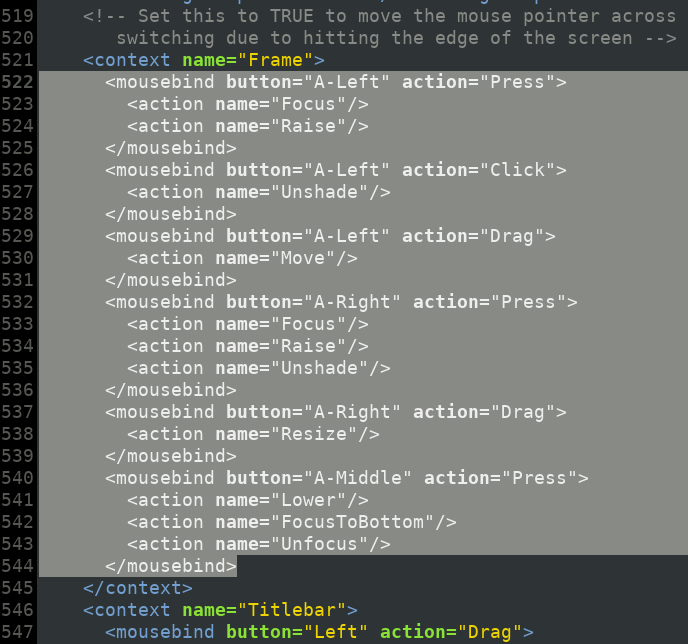 519     <!-- Set this to TRUE to move the mouse pointer across
520        switching due to hitting the edge of the screen -->
521     <context name="Frame">
522       <mousebind button="A-Left" action="Press">
523         <action name="Focus"/>
524         <action name="Raise"/>
525       </mousebind>
526       <mousebind button="A-Left" action="Click">
527         <action name="Unshade"/>
528       </mousebind>
529       <mousebind button="A-Left" action="Drag">
530         <action name="Move"/>
531       </mousebind>
532       <mousebind button="A-Right" action="Press">
533         <action name="Focus"/>
534         <action name="Raise"/>
535         <action name="Unshade"/>
536       </mousebind>
537       <mousebind button="A-Right" action="Drag">
538         <action name="Resize"/>
539       </mousebind>
540       <mousebind button="A-Middle" action="Press">
541         <action name="Lower"/>
542         <action name="FocusToBottom"/>
543         <action name="Unfocus"/>
544       </mousebind>
545     </context>
546     <context name="Titlebar">
547       <mousebind button="Left" action="Drag">